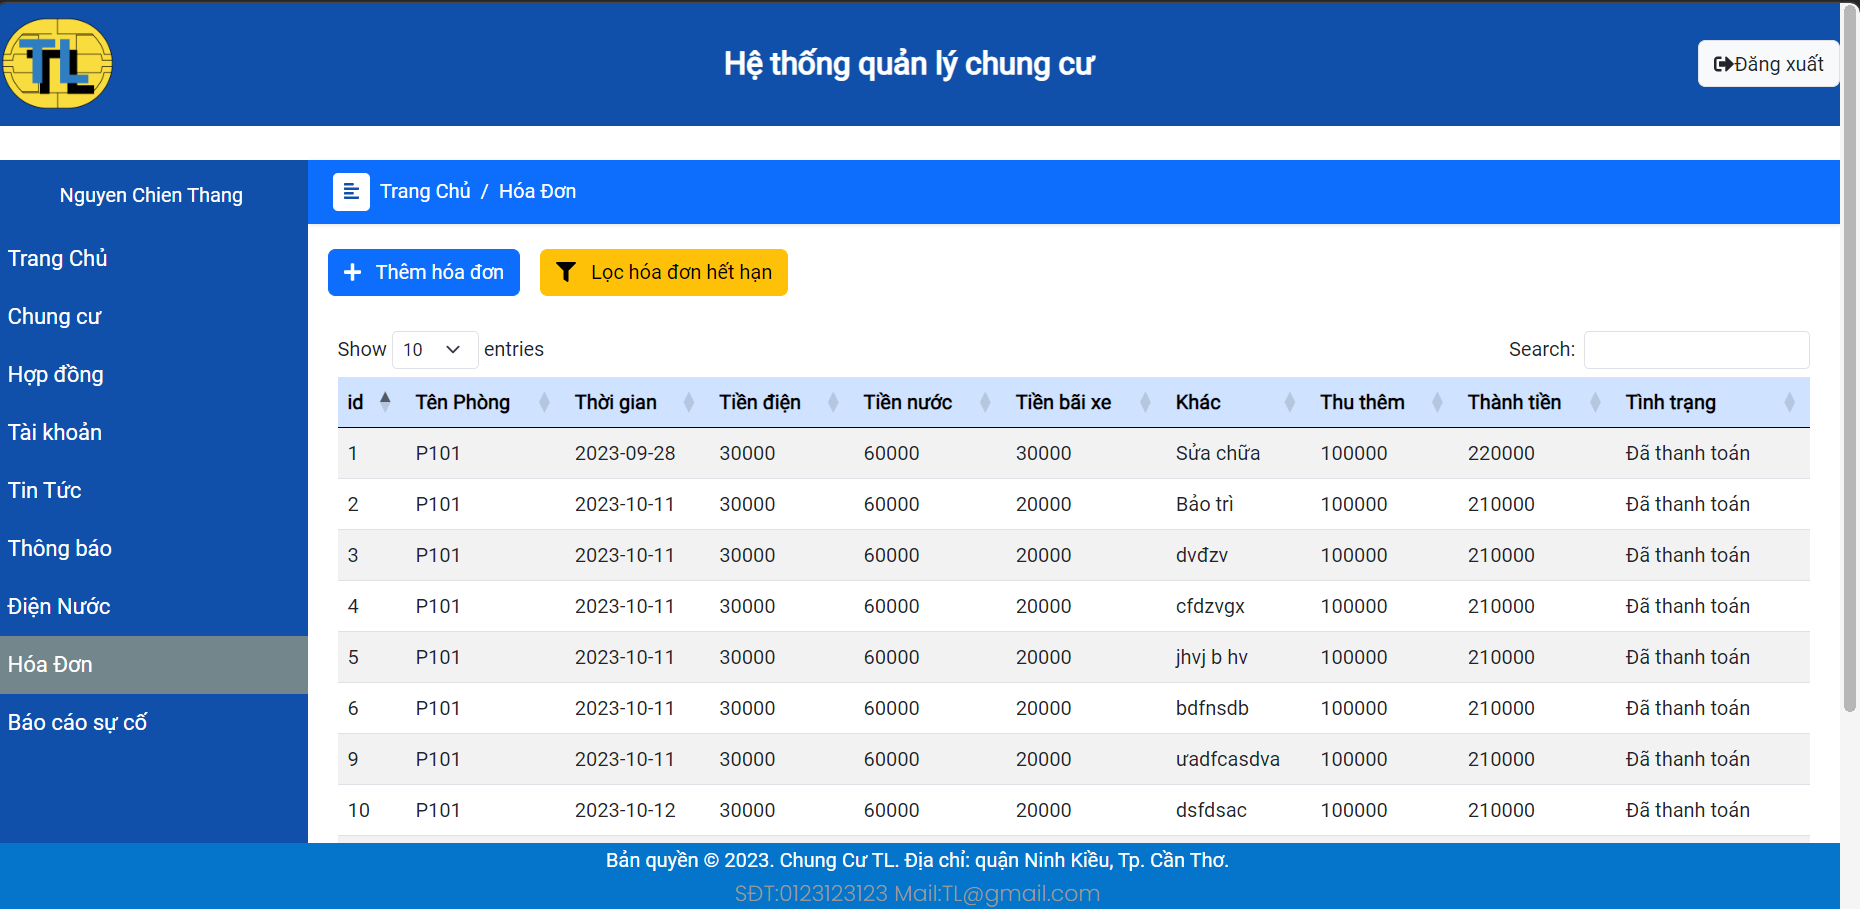 TL
Hệ thống quản lý chung cư
Đăng xuất
Nguyen Chien Thang
Trang Chủ
Chung cư
Hợp đồng
Tài khoản
Tin Tức
Thông báo
Điện Nước
Hóa Đơn
Báo cáo sự cố
Trang Chủ / Hóa Đơn
Thêm hóa đơn
Lọc hóa đơn hết hạn
Show 10 entries
Search:
id Tên Phòng Thời gian Tiền điện Tiền nước Tiền bãi xe Khác Thu thêm Thành tiền Tình trạng
1 P101 2023-09-28 30000 60000 30000 Sửa chữa 100000 220000 Đã thanh toán
2 P101 2023-10-11 30000 60000 20000 Bảo trì 100000 210000 Đã thanh toán
3 P101 2023-10-11 30000 60000 20000 dvđzv 100000 210000 Đã thanh toán
4 P101 2023-10-11 30000 60000 20000 cfdzvgx 100000 210000 Đã thanh toán
5 P101 2023-10-11 30000 60000 20000 jhvj b hv 100000 210000 Đã thanh toán
6 P101 2023-10-11 30000 60000 20000 bdfnsdb 100000 210000 Đã thanh toán
9 P101 2023-10-11 30000 60000 20000 ưadfcasdva 100000 210000 Đã thanh toán
10 P101 2023-10-12 30000 60000 20000 dsfdsac 100000 210000 Đã thanh toán
Bản quyền © 2023. Chung Cư TL. Địa chỉ: quận Ninh Kiều, Tp. Cần Thơ.
SĐT:0123123123 Mail:TL@gmail.com